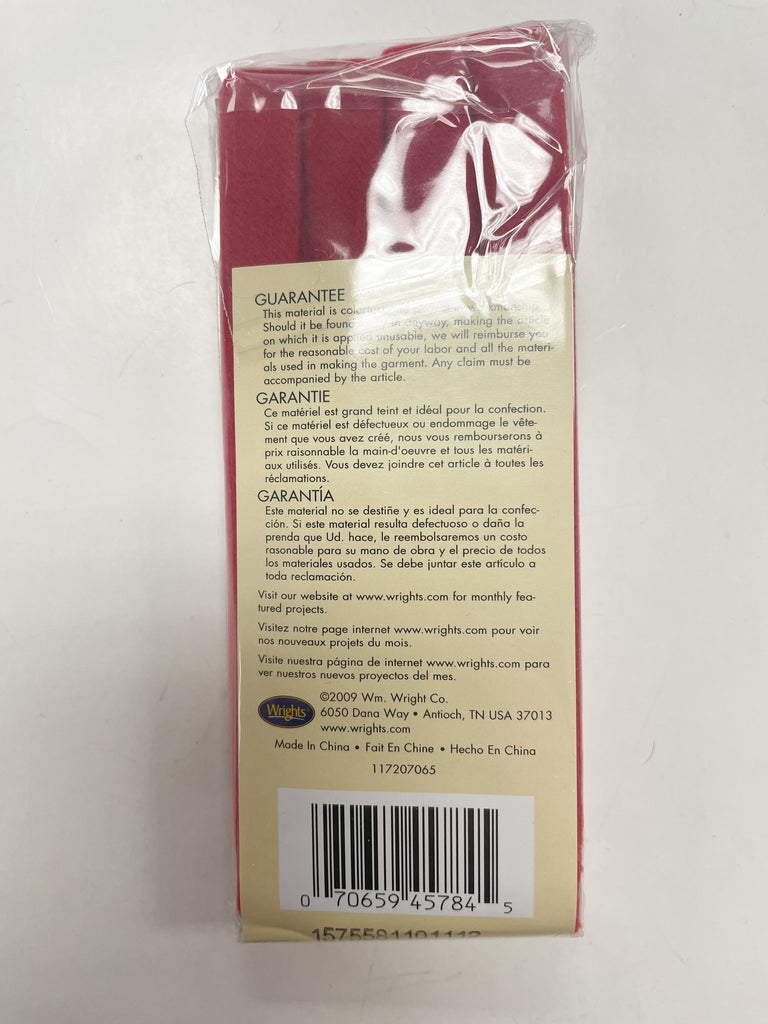 GUARANTEE
This material is
Should it be in anyway, making the article
on which it is applied unusable, we will reimburse you
for the reasonable cost of your labor and all the materi-
als used in making the garment. Any claim must be
accompanied by the article.
GARANTIE
Ce matériel est grand teint et idéal pour la confection.
Si ce matériel est défectueux ou endommage le vête-
ment que vous avez créé, nous vous rembourserons à
prix raisonnable la main-d'oeuvre et tous les matéri-
aux utilisés. Vous devez joindre cet article à toutes les
réclamations.
GARANTÍA
Este material no se destiñe y es ideal para la confec-
ción. Si este material resulta defectuoso o daña la
prenda que Ud. hace, le reembolsaremos un costo
rasonable para su mano de obra y el precio de todos
los materiales usados. Se debe juntar este artículo a
toda reclamación.
Visit our website at www.wrights.com for monthly fea-
tured projects.
Visitez notre page internet www.wrights.com pour voir
nos nouveaux projets du mois.
Visite nuestra página de internet www.wrights.com para
ver nuestros nuevos proyectos del mes.
Wrights
©2009 Wm. Wright Co.
6050 Dana Way • Antioch, TN USA 37013
www.wrights.com
Made In China • Fait En Chine • Hecho En China
117207065
0 70659 45784 5